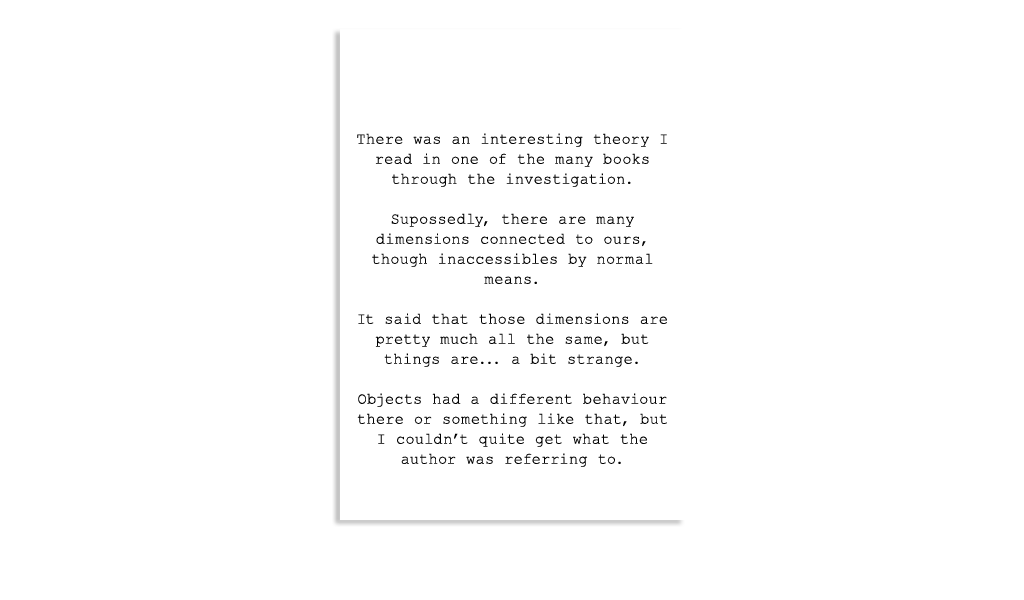 There was an interesting theory I
read in one of the many books
through the investigation.
Supossedly, there are many
dimensions connected to ours,
though inaccessibles by normal
means.
It said that those dimensions are
pretty much all the same, but
things are... a bit strange.
Objects had a different behaviour
there or something like that, but
I couldn't quite get what the
author was referring to.